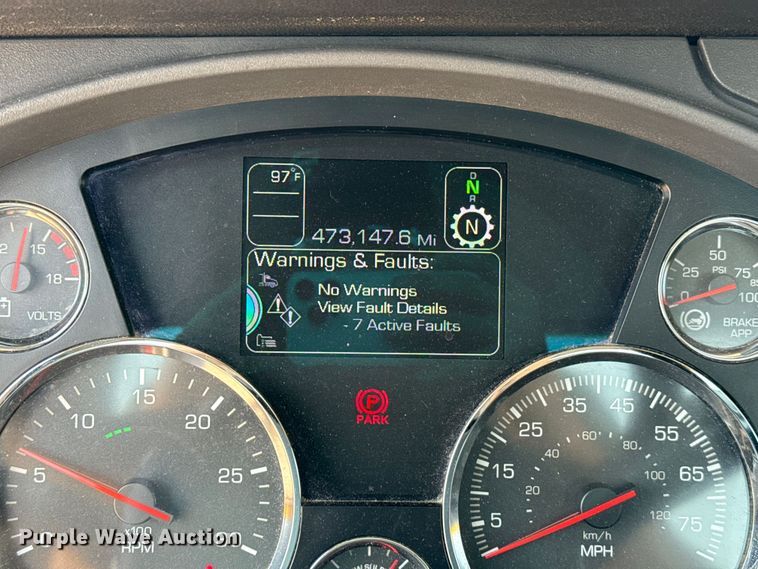 97°F
D
N
R
N
473,147.6 Mi
Warnings & Faults:
No Warnings
View Fault Details
- 7 Active Faults
12 15 18
VOLTS
0 25 50 75 85 100
PSI
BRAKE
APP
P
PARK
5 10 15 20 25
x100
RPM
5 15 25 35 45 55 65 75
20 40 60 80 100 120
km/h
MPH
Purple Wave Auction